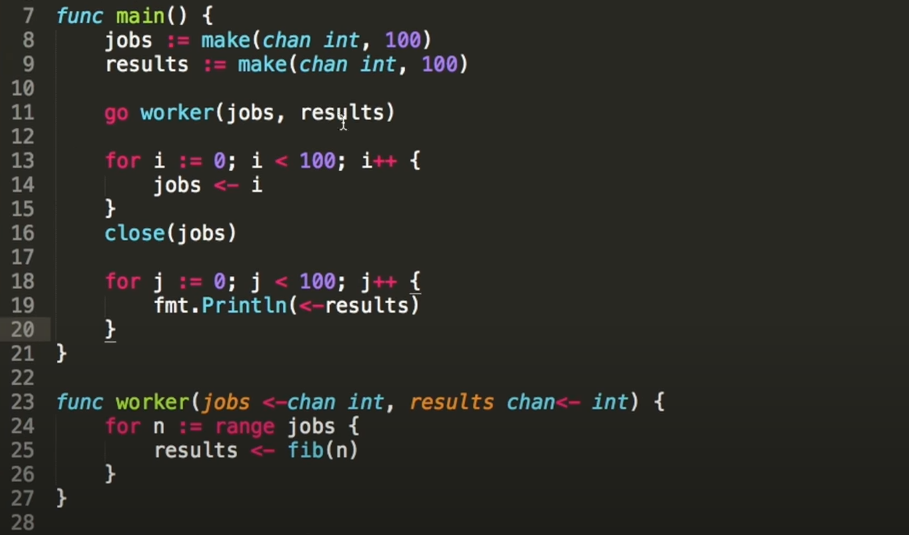 7 func main() {
8     jobs := make(chan int, 100)
9     results := make(chan int, 100)
10
11     go worker(jobs, results)
12
13     for i := 0; i < 100; i++ {
14         jobs <- i
15     }
16     close(jobs)
17
18     for j := 0; j < 100; j++ {
19         fmt.Println(<-results)
20     }
21 }
22
23 func worker(jobs <-chan int, results chan<- int) {
24     for n := range jobs {
25         results <- fib(n)
26     }
27 }
28